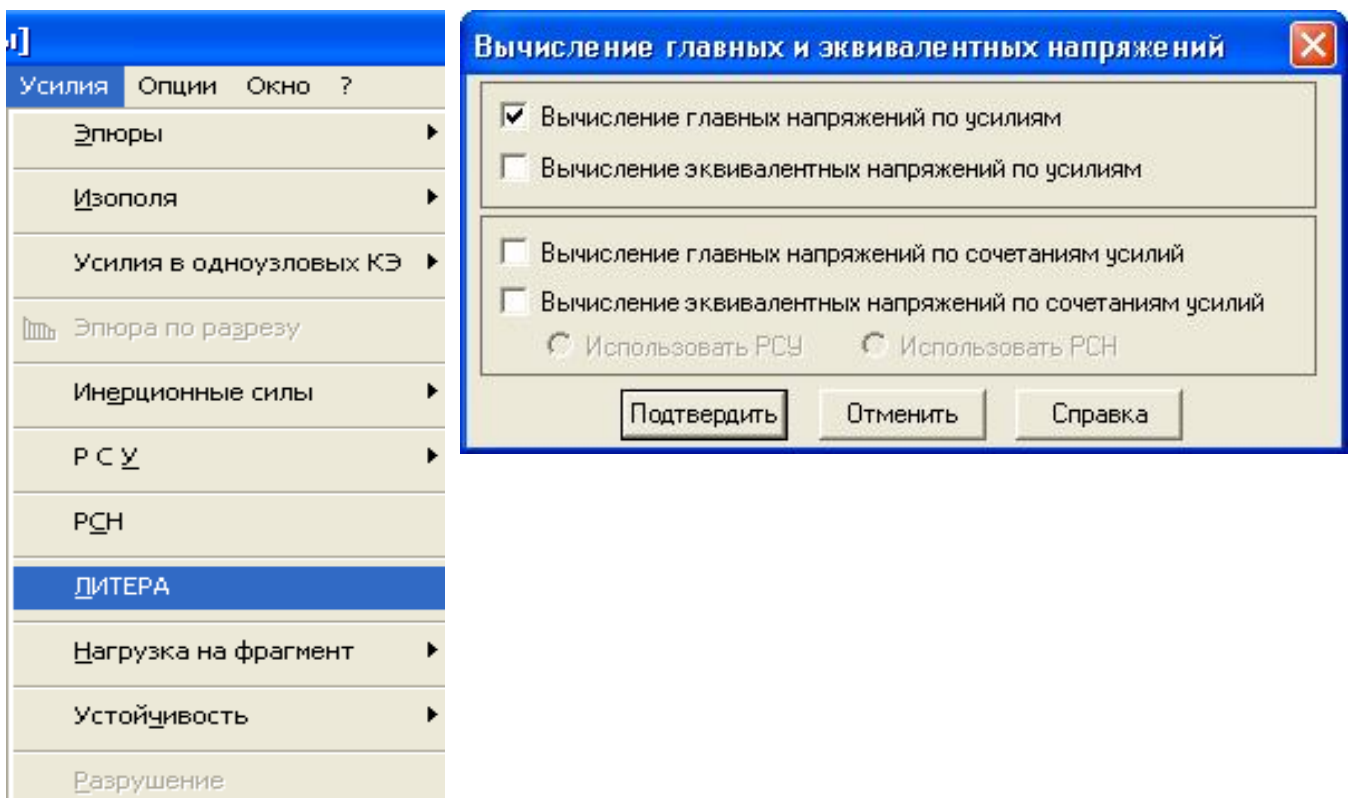 ы]
Усилия Опции Окно ?
Эпюры
Изополя
Усилия в одноузловых КЭ
Эпюра по разрезу
Инерционные силы
Р С У
РСН
ЛИТЕРА
Нагрузка на фрагмент
Устойчивость
Разрушение
Вычисление главных и эквивалентных напряжений
Вычисление главных напряжений по усилиям
Вычисление эквивалентных напряжений по усилиям
Вычисление главных напряжений по сочетаниям усилий
Вычисление эквивалентных напряжений по сочетаниям усилий
Использовать РСУ Использовать РСН
Подтвердить Отменить Справка